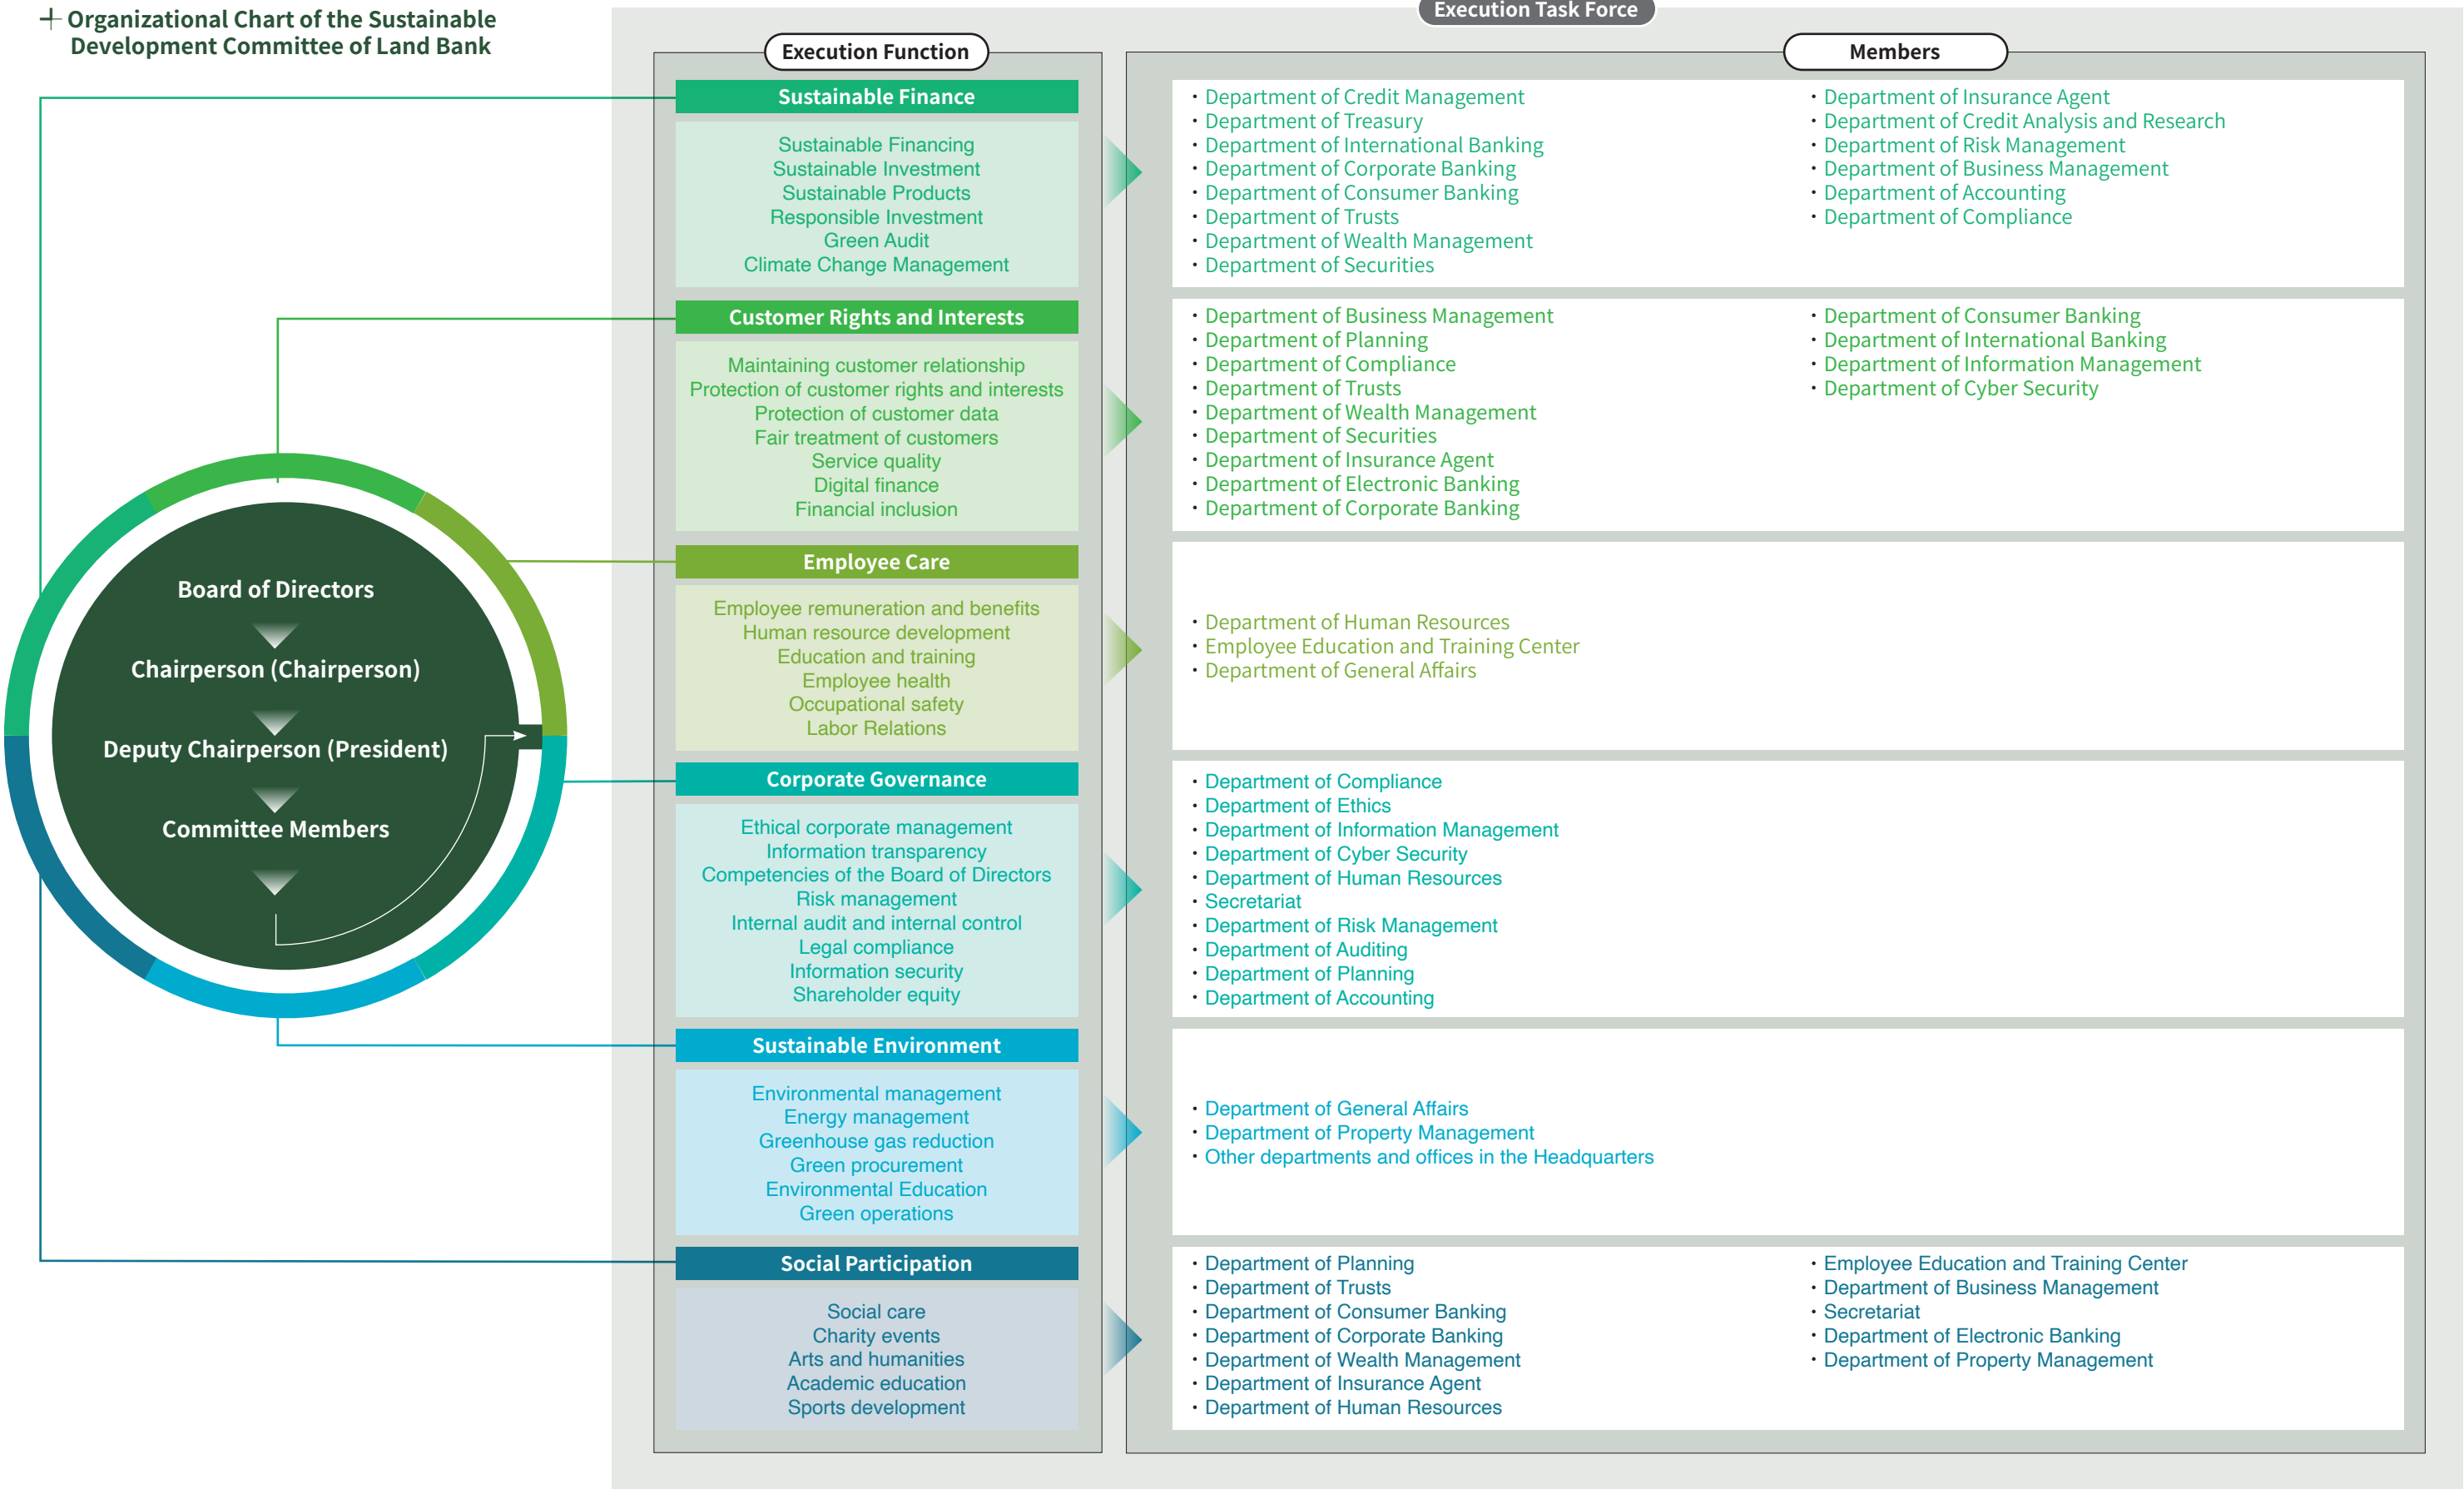 Organizational Chart of the Sustainable
Development Committee of Land Bank
Execution Task Force
Execution Function
Members
Board of Directors
Chairperson (Chairperson)
Deputy Chairperson (President)
Committee Members
Sustainable Finance
Sustainable Financing
Sustainable Investment
Sustainable Products
Responsible Investment
Green Audit
Climate Change Management
・Department of Credit Management
・Department of Treasury
・Department of International Banking
・Department of Corporate Banking
・Department of Consumer Banking
・Department of Trusts
・Department of Wealth Management
・Department of Securities
・Department of Insurance Agent
・Department of Credit Analysis and Research
・Department of Risk Management
・Department of Business Management
・Department of Accounting
・Department of Compliance
Customer Rights and Interests
Maintaining customer relationship
Protection of customer rights and interests
Protection of customer data
Fair treatment of customers
Service quality
Digital finance
Financial inclusion
・Department of Business Management
・Department of Planning
・Department of Compliance
・Department of Trusts
・Department of Wealth Management
・Department of Securities
・Department of Insurance Agent
・Department of Electronic Banking
・Department of Corporate Banking
・Department of Consumer Banking
・Department of International Banking
・Department of Information Management
・Department of Cyber Security
Employee Care
Employee remuneration and benefits
Human resource development
Education and training
Employee health
Occupational safety
Labor Relations
・Department of Human Resources
・Employee Education and Training Center
・Department of General Affairs
Corporate Governance
Ethical corporate management
Information transparency
Competencies of the Board of Directors
Risk management
Internal audit and internal control
Legal compliance
Information security
Shareholder equity
・Department of Compliance
・Department of Ethics
・Department of Information Management
・Department of Cyber Security
・Department of Human Resources
・Secretariat
・Department of Risk Management
・Department of Auditing
・Department of Planning
・Department of Accounting
Sustainable Environment
Environmental management
Energy management
Greenhouse gas reduction
Green procurement
Environmental Education
Green operations
・Department of General Affairs
・Department of Property Management
・Other departments and offices in the Headquarters
Social Participation
Social care
Charity events
Arts and humanities
Academic education
Sports development
・Department of Planning
・Department of Trusts
・Department of Consumer Banking
・Department of Corporate Banking
・Department of Wealth Management
・Department of Insurance Agent
・Department of Human Resources
・Employee Education and Training Center
・Department of Business Management
・Secretariat
・Department of Electronic Banking
・Department of Property Management